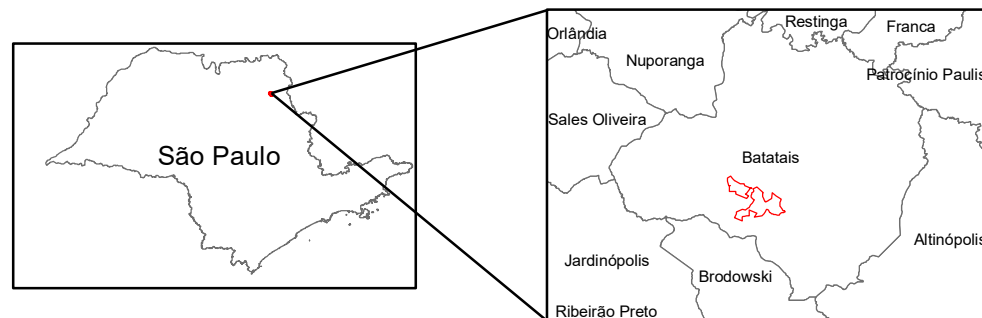 São Paulo
Restinga
Franca
Orlândia
Nuporanga
Patrocínio Paulis
Sales Oliveira
Batatais
Altinópolis
Jardinópolis
Brodowski
Ribeirão Preto